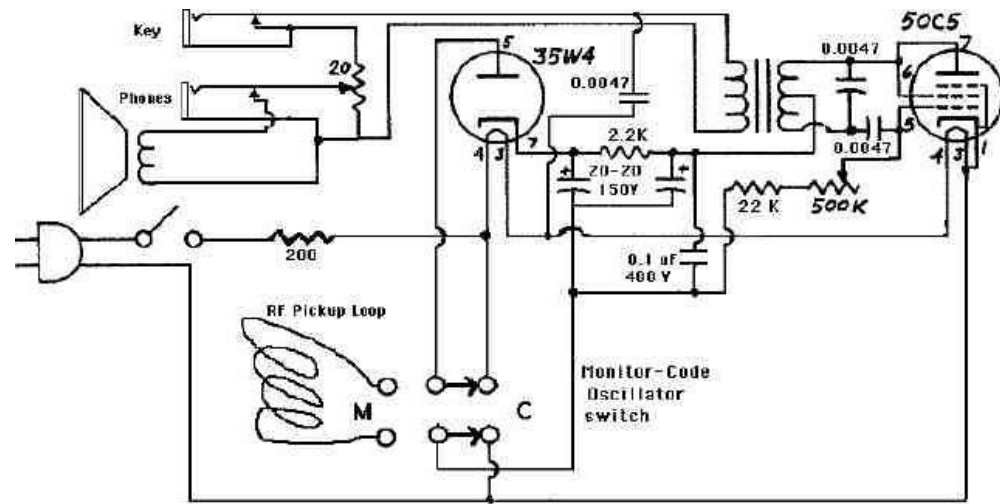 Key
Phones
20
5
35W4
4
3
7
0.0047
2.2K
20-20
150V
+
+
50C5
0.0047
7
6
5
0.0047
4
3
1
22 K
500K
200
0.1 uf
400 V
RF Pickup Loop
M
C
Monitor-Code
Oscillator
switch